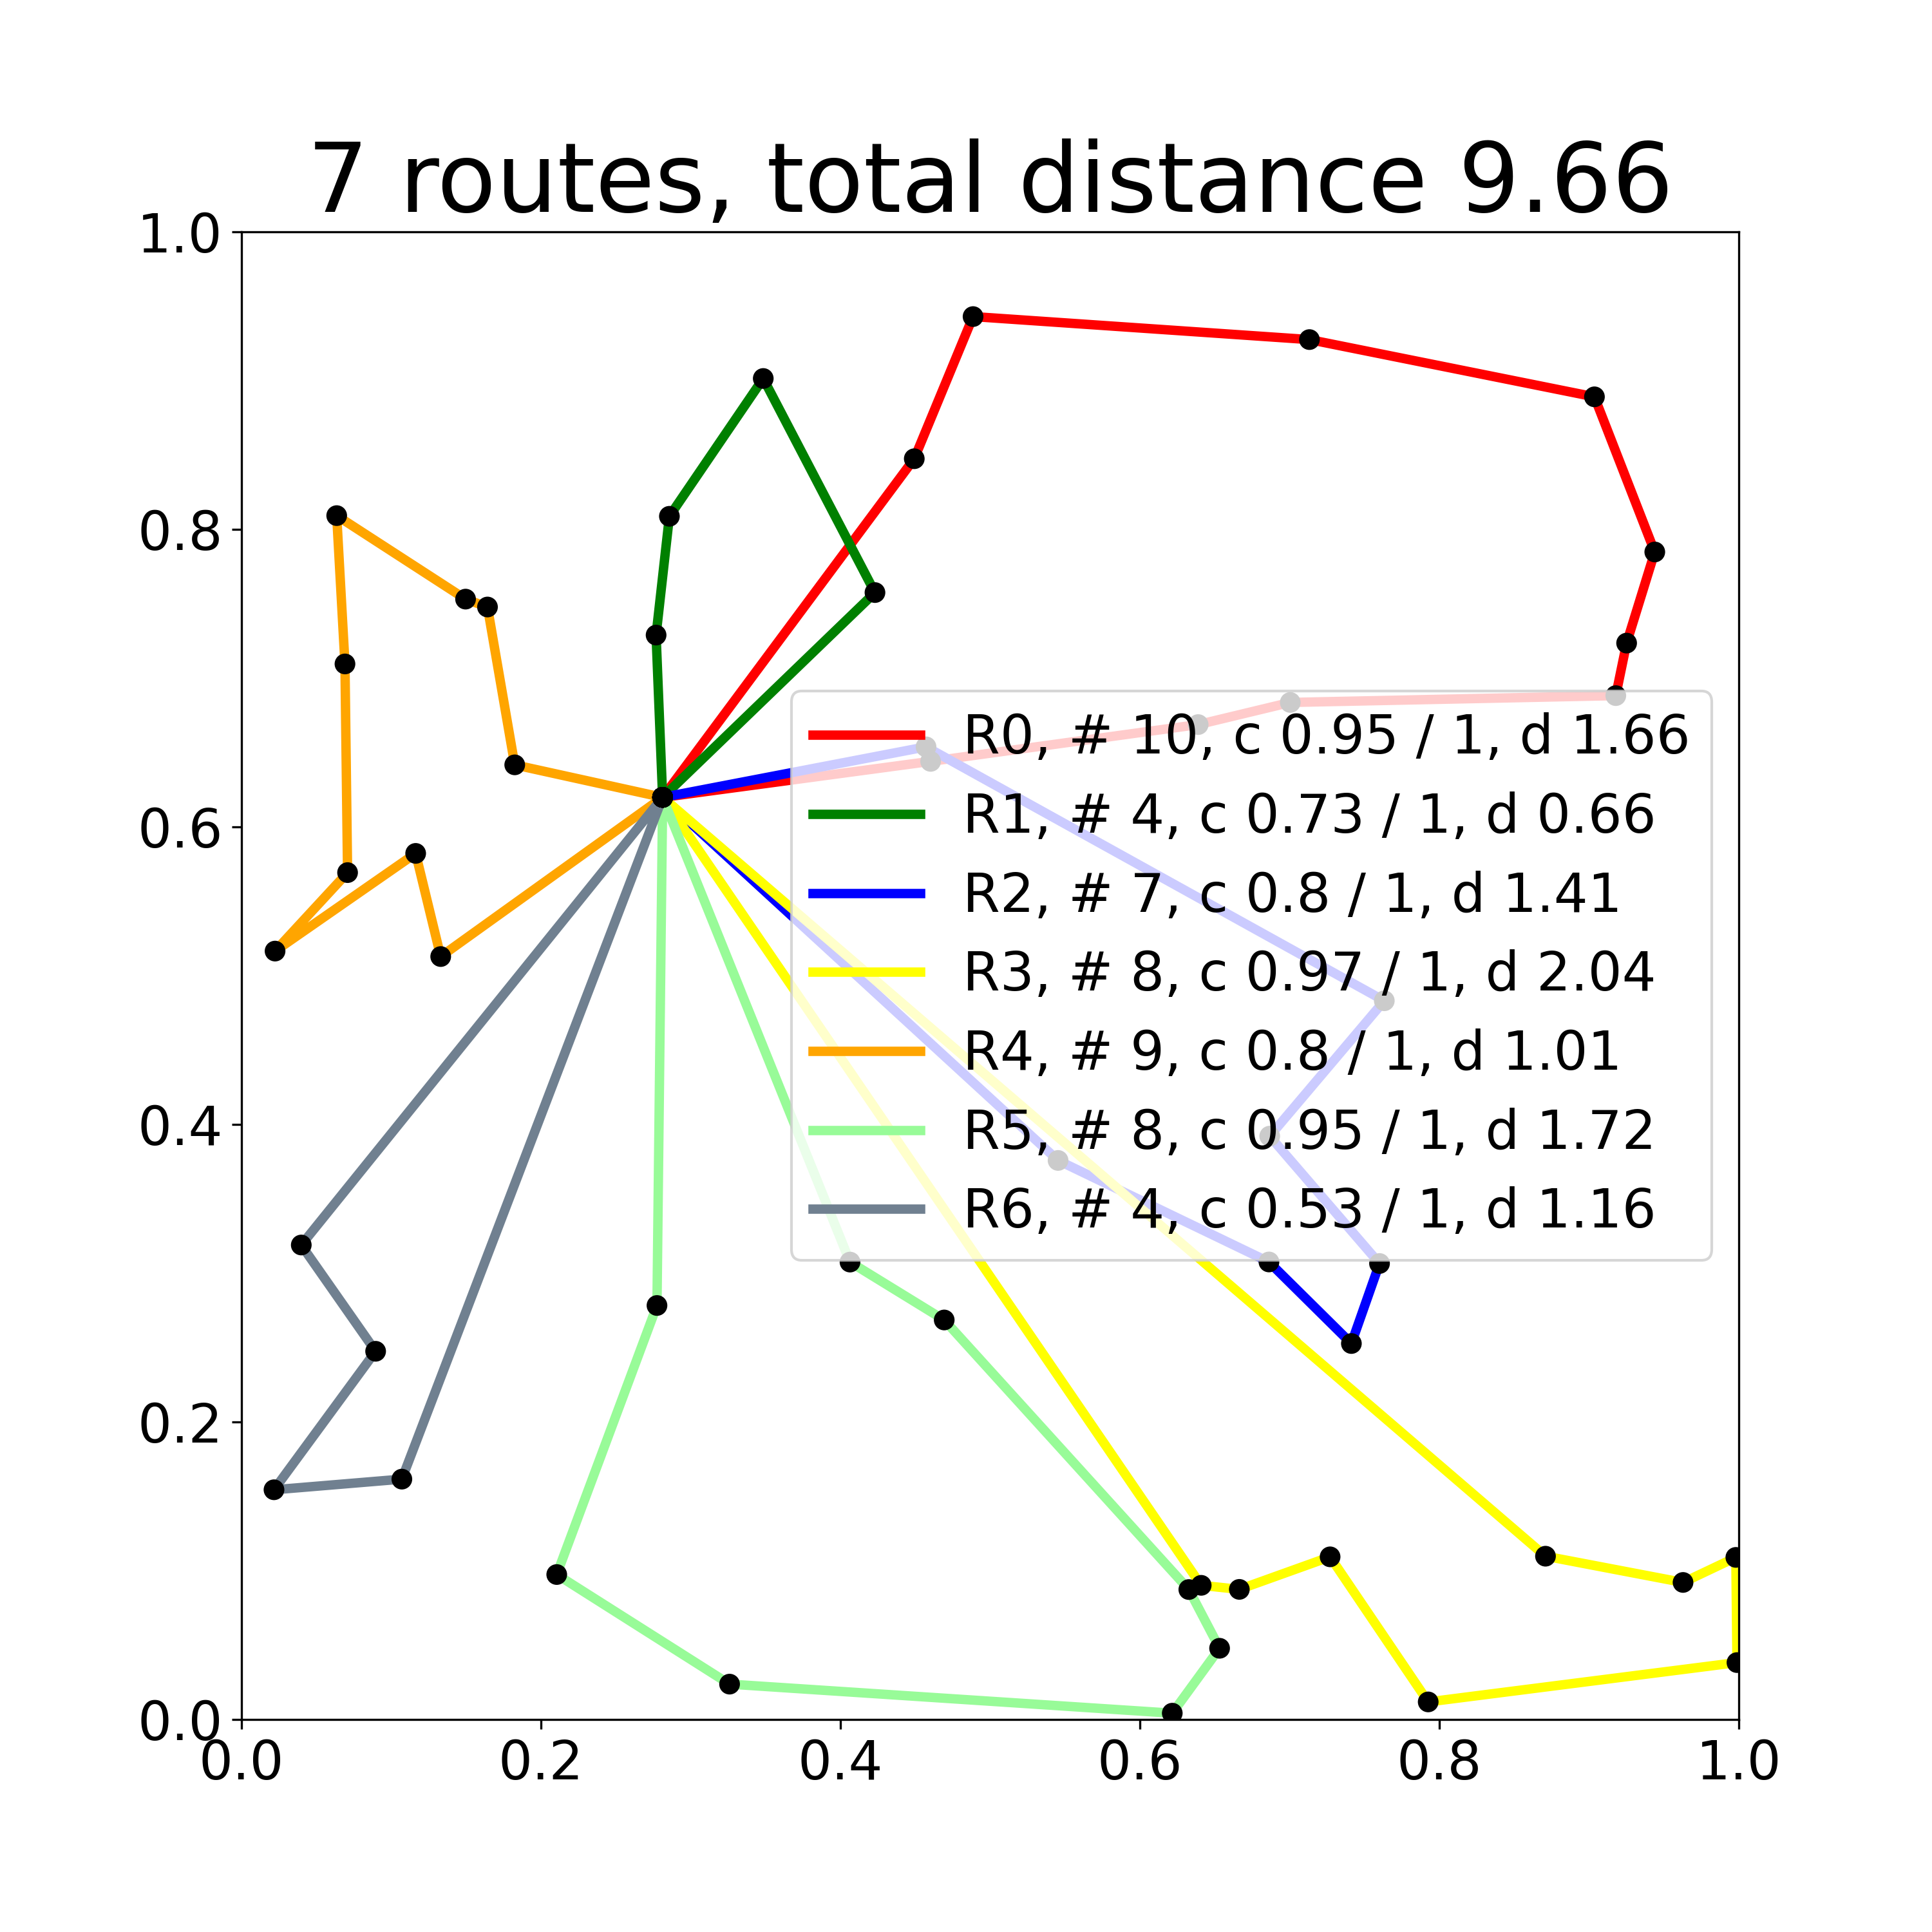 7 routes, total distance 9.66
1.0
0.8
0.6
0.4
0.2
0.0
0.0 0.2 0.4 0.6 0.8 1.0
R0, # 10, c 0.95 / 1, d 1.66
R1, # 4, c 0.73 / 1, d 0.66
R2, # 7, c 0.8 / 1, d 1.41
R3, # 8, c 0.97 / 1, d 2.04
R4, # 9, c 0.8 / 1, d 1.01
R5, # 8, c 0.95 / 1, d 1.72
R6, # 4, c 0.53 / 1, d 1.16